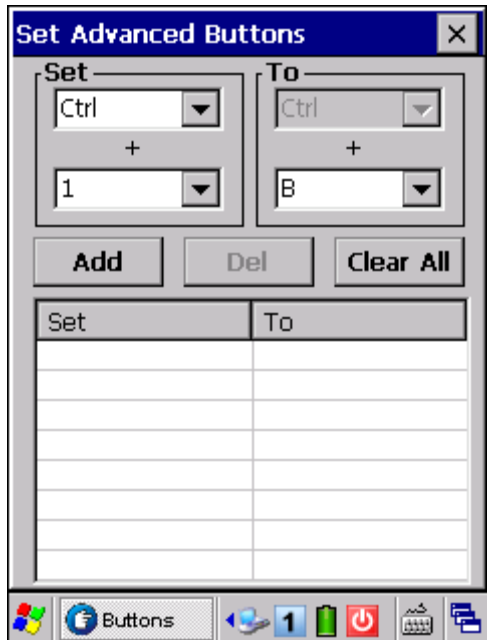 Set Advanced Buttons
Set To
Ctrl Ctrl
+ +
1 B
Add Del Clear All
Set To
Buttons 1